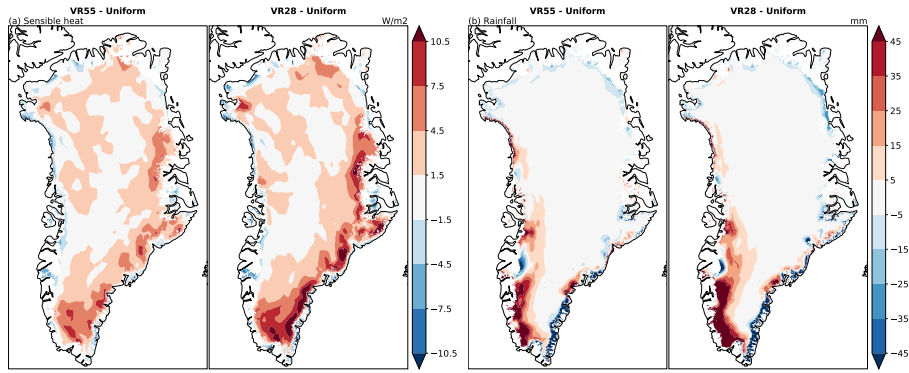 VR55 - Uniform
VR28 - Uniform
(a) Sensible heat
W/m2
10.5
7.5
4.5
1.5
−1.5
−4.5
−7.5
−10.5
VR55 - Uniform
VR28 - Uniform
(b) Rainfall
mm
45
35
25
15
5
−5
−15
−25
−35
−45